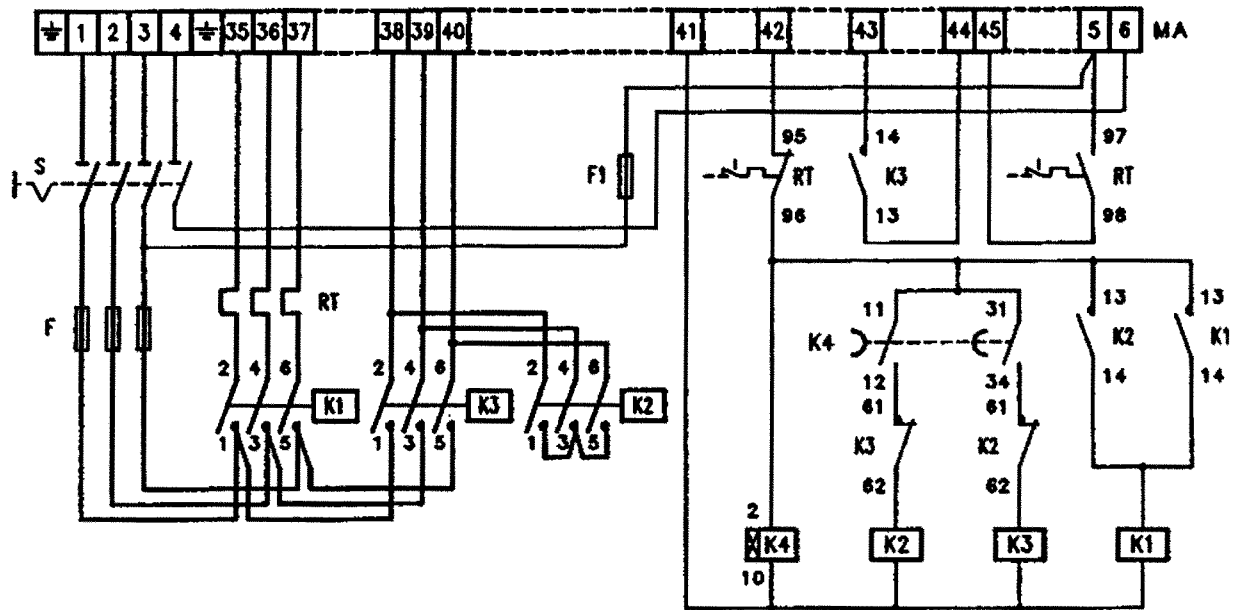 1 2 3 4 35 36 37 38 39 40 41 42 43 44 45 5 6 MA
95 14 97
S F1 RT K3 RT
96 13 98
F RT
11 31 13 13
K4 K2 K1
2 4 6 2 4 6 2 4 6 12 34 14 14
K1 K3 K2
61 61
1 3 5 1 3 5 1 3 5 K3 K2
62 62
2
K4 K2 K3 K1
10